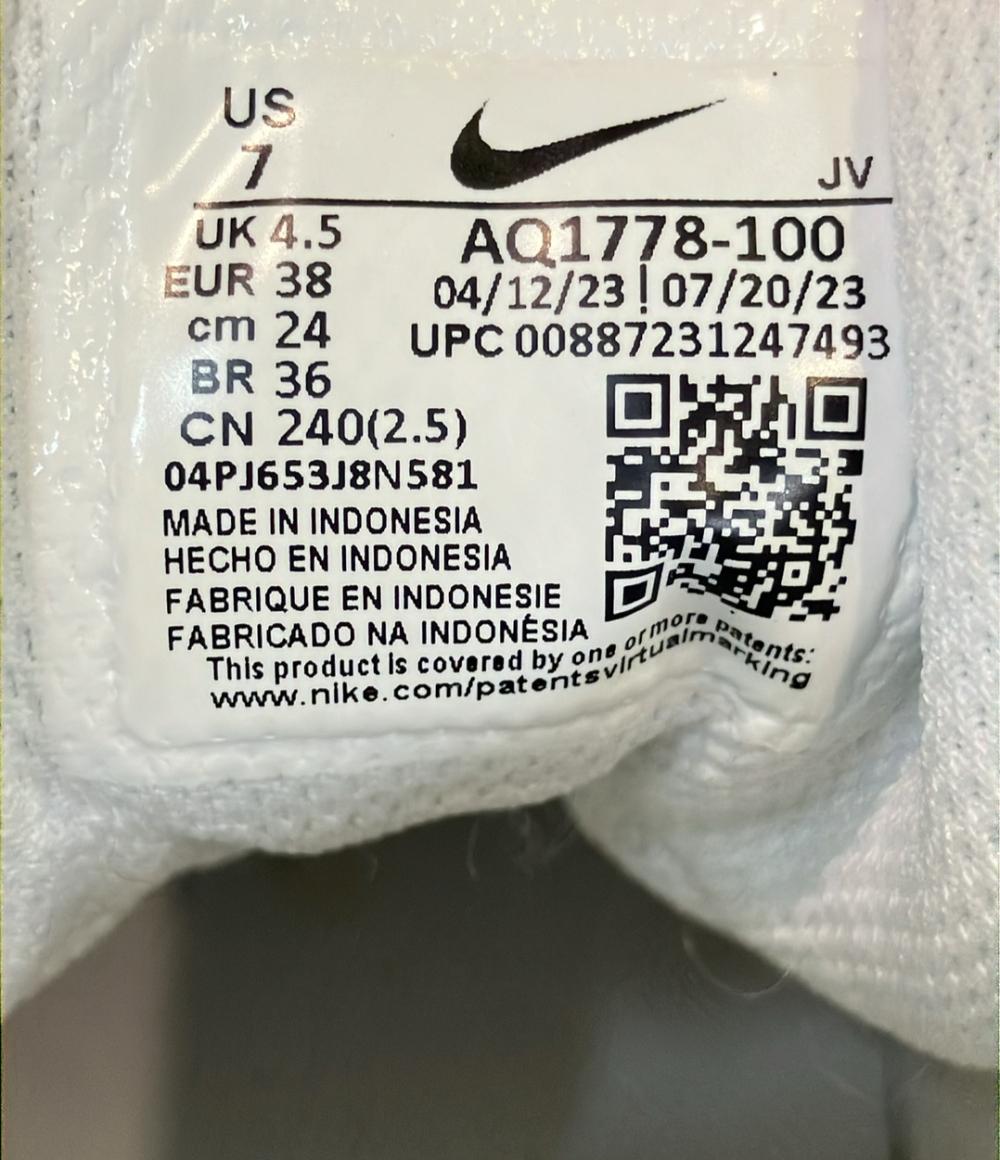 US
7
JV
UK 4.5
EUR 38
cm 24
BR 36
CN 240(2.5)
AQ1778-100
04/12/23 | 07/20/23
UPC 00887231247493
04PJ653J8N581
MADE IN INDONESIA
HECHO EN INDONESIA
FABRIQUE EN INDONESIE
FABRICADO NA INDONÉSIA
This product is covered by one or more patents:
www.nike.com/patentsvirtualmarking